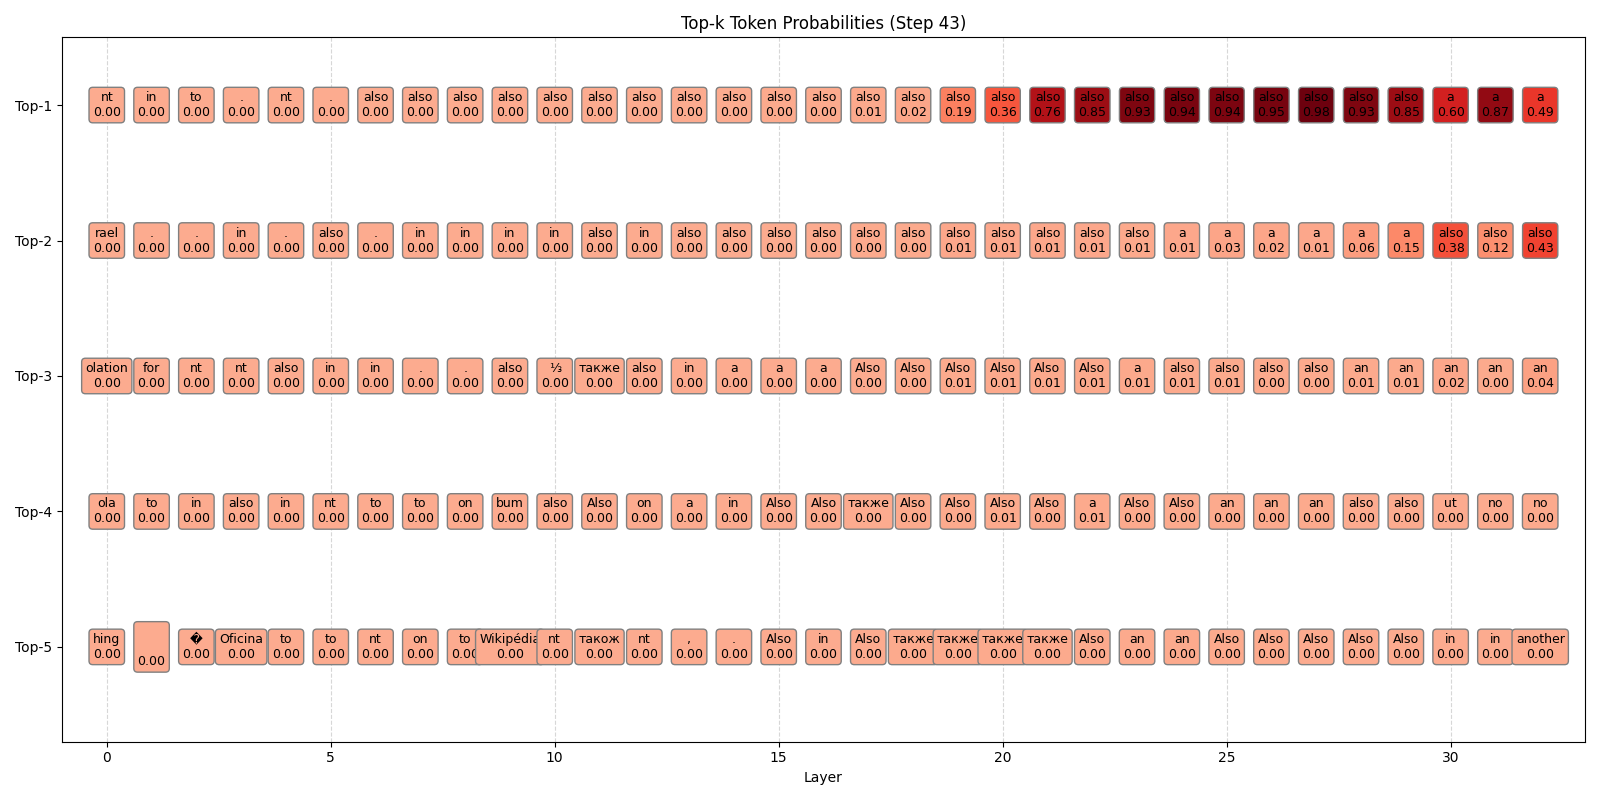 Top-k Token Probabilities (Step 43)
Top-1
nt in to . nt . also also also also also also also also also also also also also also also also also also also also also also also also a a a
0.00 0.00 0.00 0.00 0.00 0.00 0.00 0.00 0.00 0.00 0.00 0.00 0.00 0.00 0.00 0.00 0.00 0.01 0.02 0.19 0.36 0.76 0.85 0.93 0.94 0.94 0.95 0.98 0.93 0.85 0.60 0.87 0.49
Top-2
rael . . in . also . in in in in also in also also also also also also also also also also also a a a a a a also also also
0.00 0.00 0.00 0.00 0.00 0.00 0.00 0.00 0.00 0.00 0.00 0.00 0.00 0.00 0.00 0.00 0.00 0.00 0.00 0.01 0.01 0.01 0.01 0.01 0.01 0.03 0.02 0.01 0.06 0.15 0.38 0.12 0.43
Top-3
olation for nt nt also in in . . also ⅓ также also in a a a Also Also Also Also Also Also a also also also also an an an an an
0.00 0.00 0.00 0.00 0.00 0.00 0.00 0.00 0.00 0.00 0.00 0.00 0.00 0.00 0.00 0.00 0.00 0.00 0.00 0.01 0.01 0.01 0.01 0.01 0.01 0.01 0.00 0.00 0.01 0.01 0.02 0.00 0.04
Top-4
ola to in also in nt to to on bum also Also on a in Also Also также Also Also Also Also a Also Also an an an also also ut no no
0.00 0.00 0.00 0.00 0.00 0.00 0.00 0.00 0.00 0.00 0.00 0.00 0.00 0.00 0.00 0.00 0.00 0.00 0.00 0.00 0.01 0.00 0.01 0.00 0.00 0.00 0.00 0.00 0.00 0.00 0.00 0.00 0.00
Top-5
hing � Oficina to to nt on to Wikipédia nt також nt , . Also in Also также также также также Also an an Also Also Also Also Also in in another
0.00 0.00 0.00 0.00 0.00 0.00 0.00 0.00 0.00 0.00 0.00 0.00 0.00 0.00 0.00 0.00 0.00 0.00 0.00 0.00 0.00 0.00 0.00 0.00 0.00 0.00 0.00 0.00 0.00 0.00 0.00 0.00 0.00
0 5 10 15 20 25 30
Layer